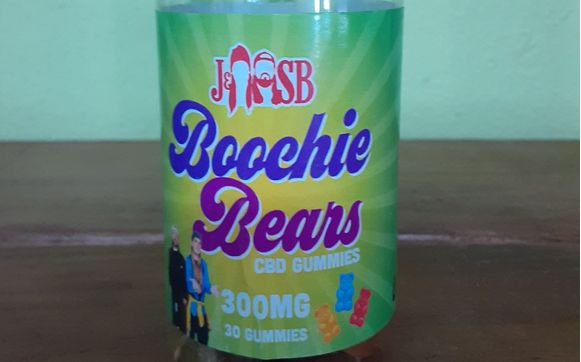 J&SB
Boochie
Bears
CBD GUMMIES
300MG
30 GUMMIES